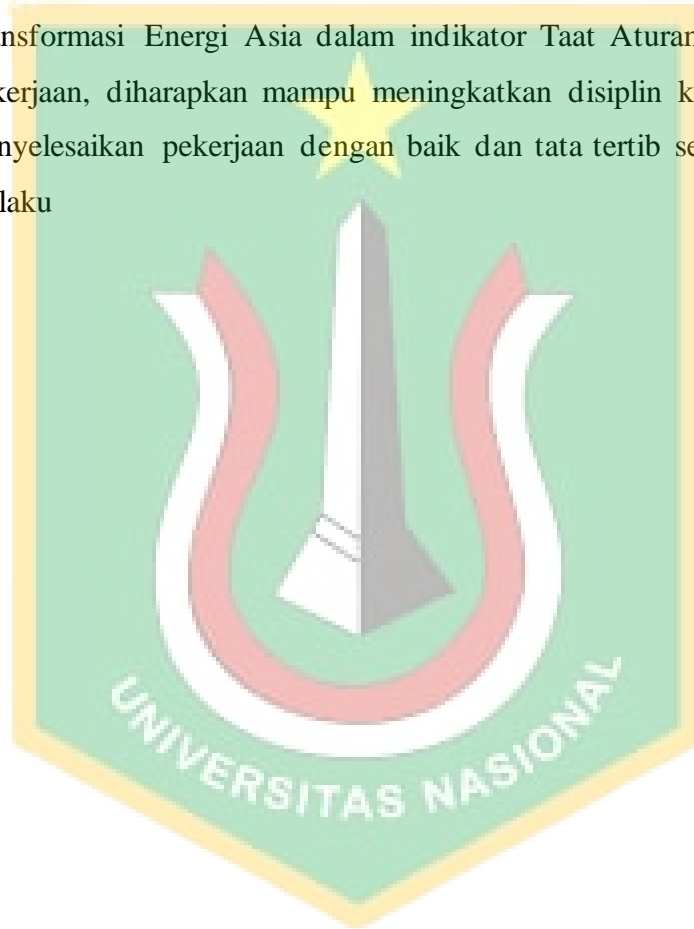 ansformasi Energi Asia dalam indikator Taat Aturan
kerjaan, diharapkan mampu meningkatkan disiplin k
nyelesaikan pekerjaan dengan baik dan tata tertib se
laku
UNIVERSITAS NASIONAL